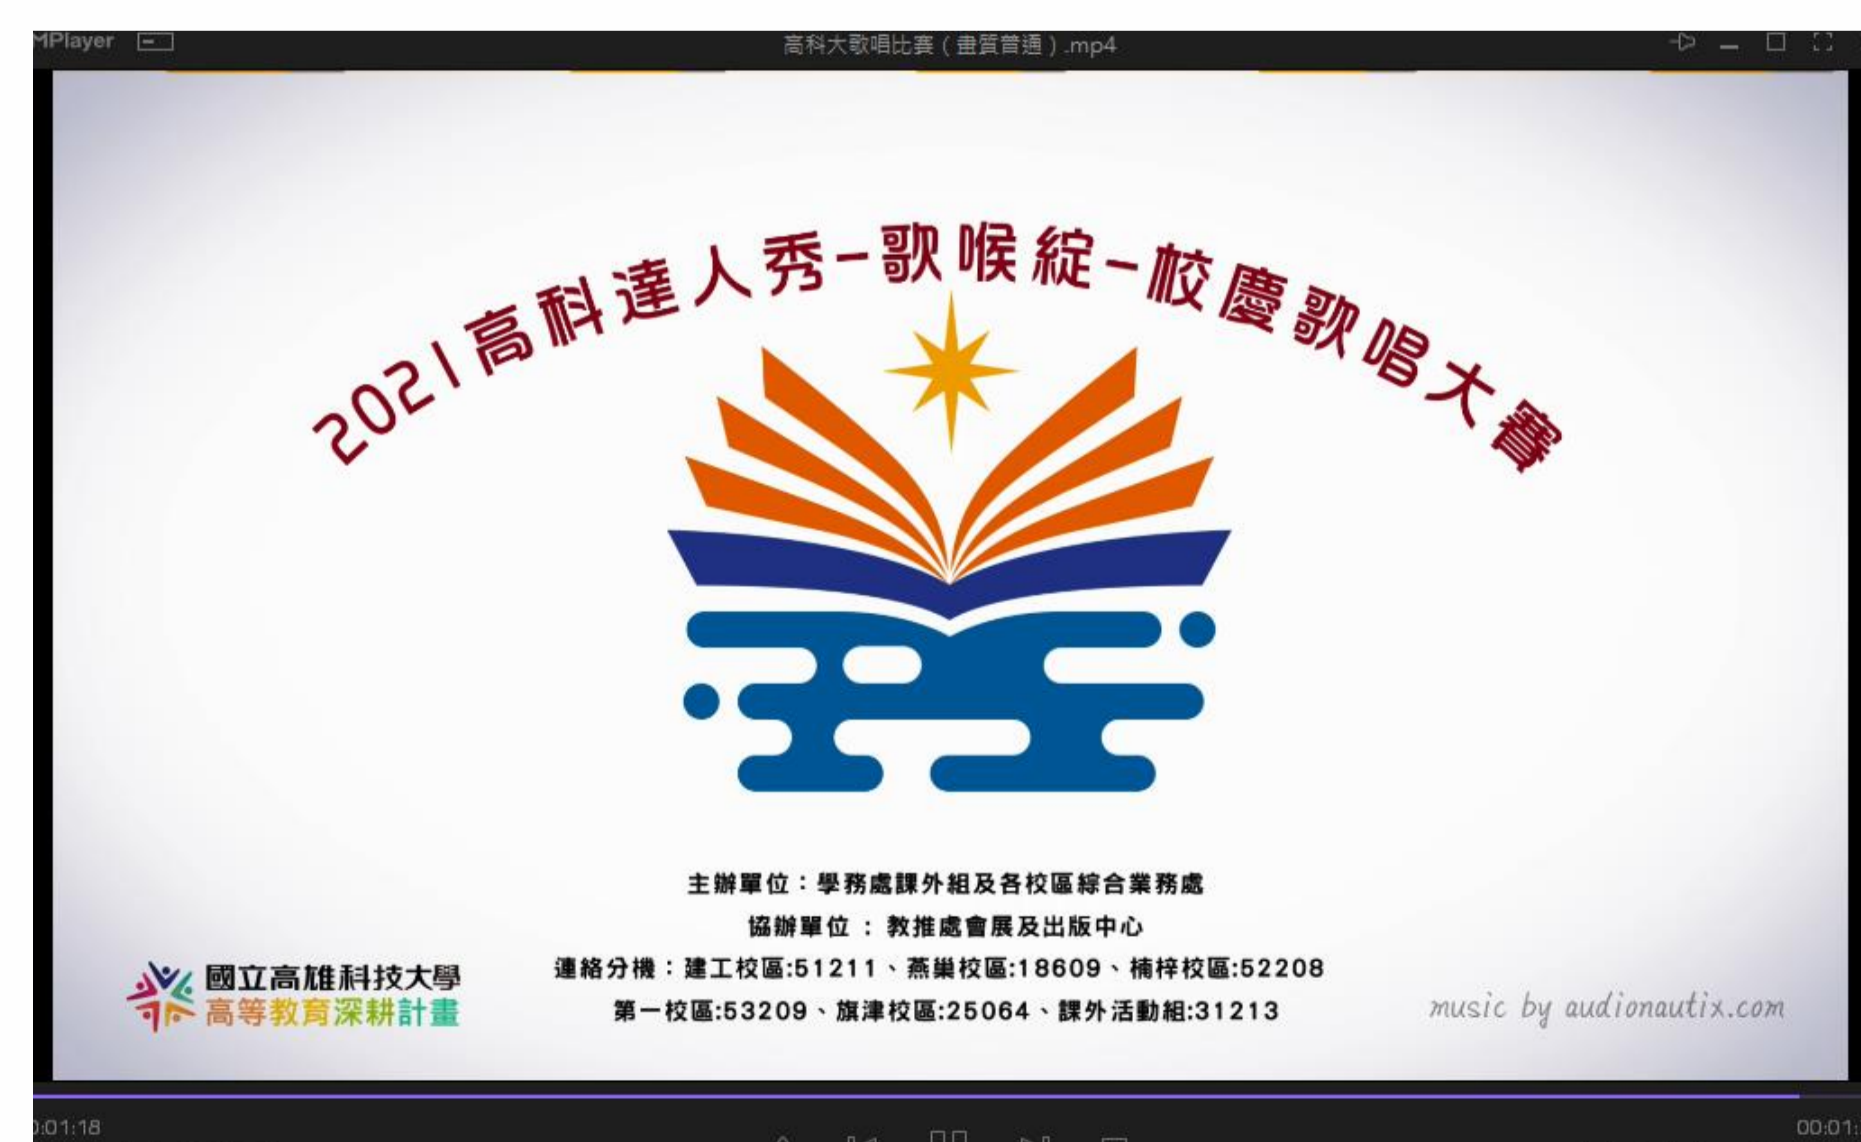 MPlayer
高科大歌唱比賽（畫質普通）.mp4
2021高科達人秀-歌喉綻-校慶歌唱大賽
主辦單位：學務處課外組及各校區綜合業務處
協辦單位：教推處會展及出版中心
連絡分機：建工校區:51211、燕巢校區:18609、楠梓校區:52208
第一校區:53209、旗津校區:25064、課外活動組:31213
國立高雄科技大學
高等教育深耕計畫
music by audionautix.com
0:01:18
00:01: